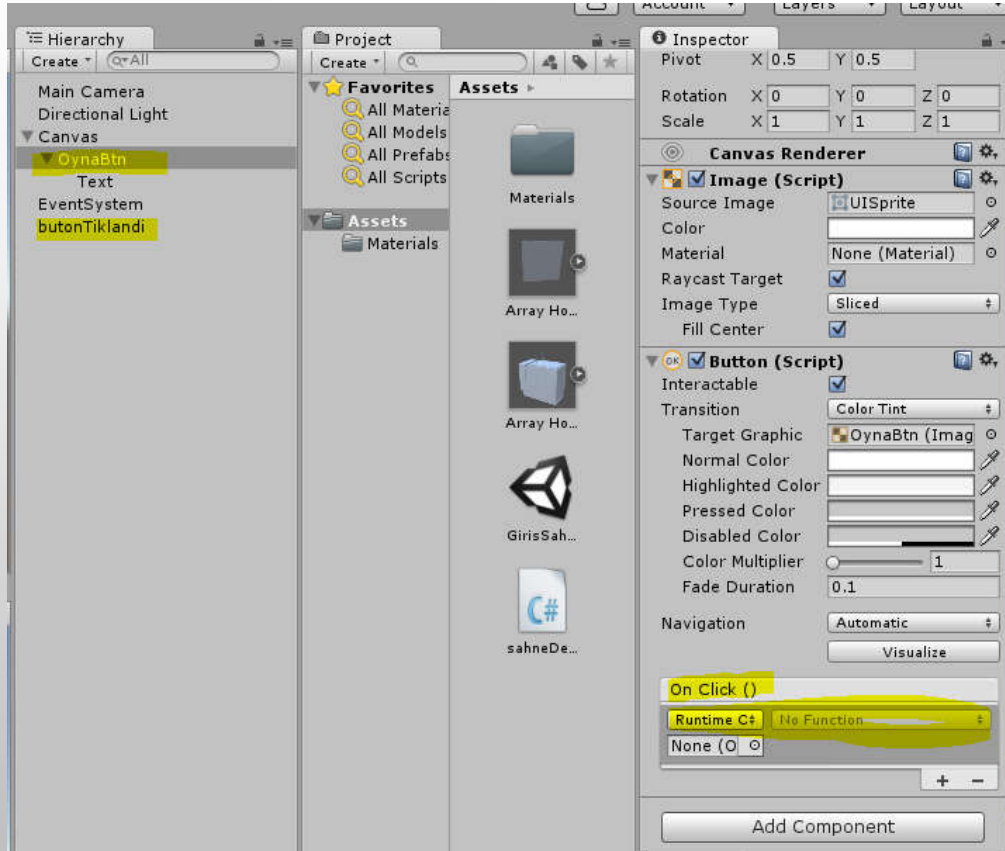 Account
Layers
Layout
Hierarchy
Create
All
Main Camera
Directional Light
Canvas
OynaBtn
Text
EventSystem
butonTiklandi
Project
Create
Favorites
All Materia
All Models
All Prefabs
All Scripts
Assets
Materials
Assets
Materials
Array Ho...
Array Ho...
GirisSah...
C#
sahneDe...
Inspector
Pivot X 0.5 Y 0.5
Rotation X 0 Y 0 Z 0
Scale X 1 Y 1 Z 1
Canvas Renderer
Image (Script)
Source Image UISprite
Color
Material None (Material)
Raycast Target
Image Type Sliced
Fill Center
OK Button (Script)
Interactable
Transition Color Tint
Target Graphic OynaBtn (Imag
Normal Color
Highlighted Color
Pressed Color
Disabled Color
Color Multiplier 1
Fade Duration 0.1
Navigation Automatic
Visualize
On Click ()
Runtime C No Function
None (O
+ −
Add Component